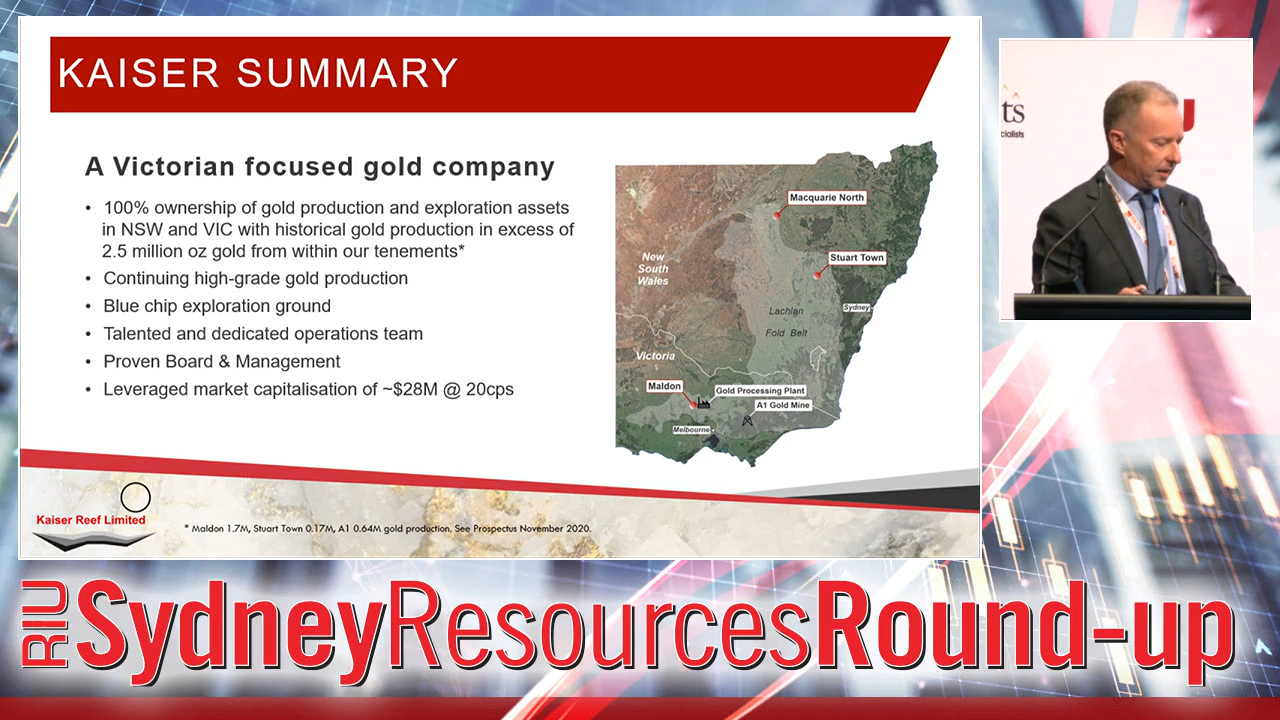 KAISER SUMMARY
A Victorian focused gold company
• 100% ownership of gold production and exploration assets
in NSW and VIC with historical gold production in excess of
2.5 million oz gold from within our tenements*
• Continuing high-grade gold production
• Blue chip exploration ground
• Talented and dedicated operations team
• Proven Board & Management
• Leveraged market capitalisation of ~$28M @ 20cps
Macquarie North
New
South
Wales
Stuart Town
Sydney
Lachlan
Fold Belt
Victoria
Maldon
Gold Processing Plant
A1 Gold Mine
Melbourne
Kaiser Reef Limited
* Maldon 1.7M, Stuart Town 0.17M, A1 0.64M gold production. See Prospectus November 2020.
ts
cialists
RIU SydneyResourcesRound-up